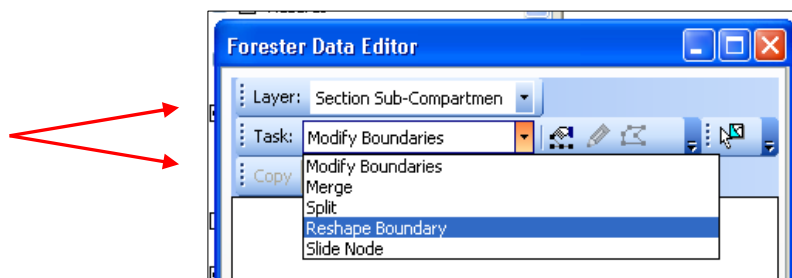 Forester Data Editor
Layer: Section Sub-Compartmen
Task: Modify Boundaries
Modify Boundaries
Copy
Merge
Split
Reshape Boundary
Slide Node